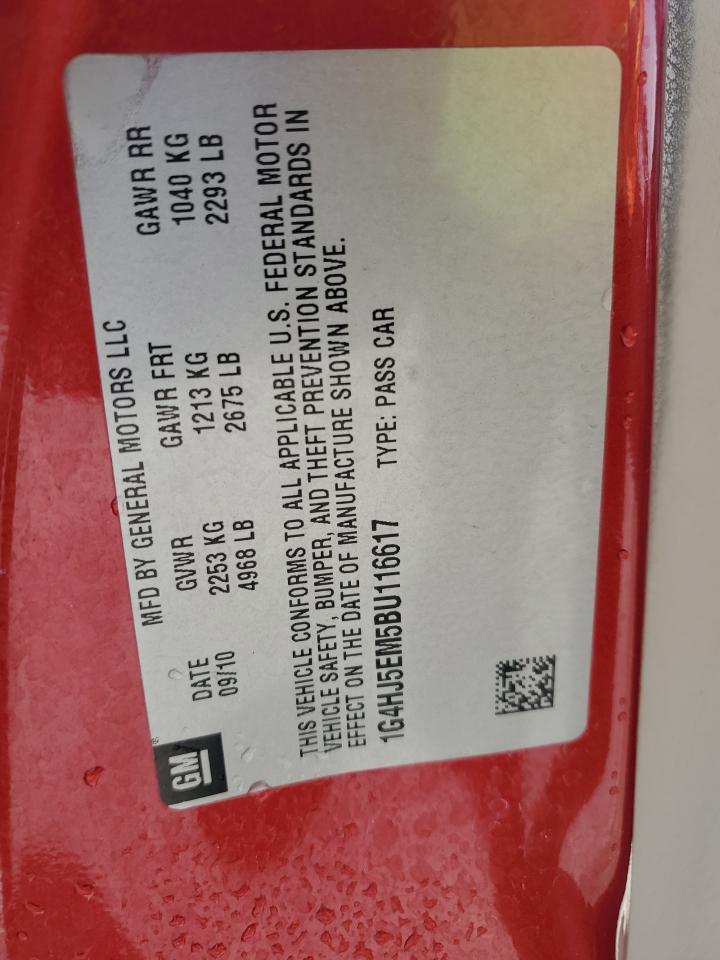 GM ®
MFD BY GENERAL MOTORS LLC
DATE GVWR GAWR FRT GAWR RR
09/10 2253 KG 1213 KG 1040 KG
4968 LB 2675 LB 2293 LB
THIS VEHICLE CONFORMS TO ALL APPLICABLE U.S. FEDERAL MOTOR
VEHICLE SAFETY, BUMPER, AND THEFT PREVENTION STANDARDS IN
EFFECT ON THE DATE OF MANUFACTURE SHOWN ABOVE.
1G4HJ5EM5BU116617 TYPE: PASS CAR